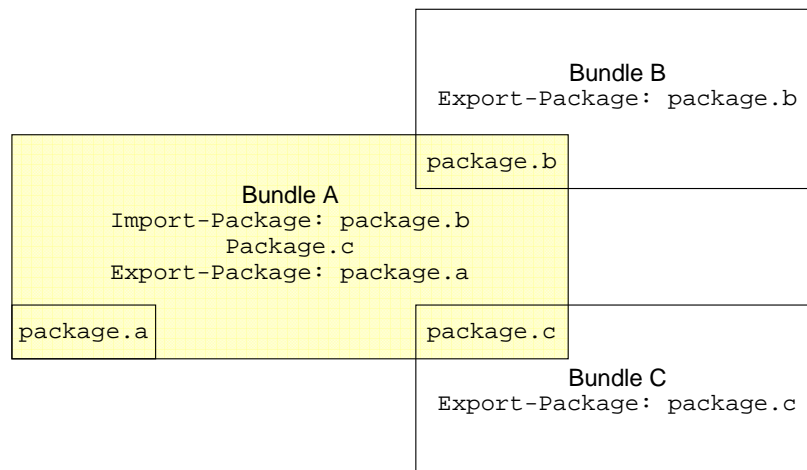 Bundle B
Export-Package: package.b
package.b
Bundle A
Import-Package: package.b
Package.c
Export-Package: package.a
package.a
package.c
Bundle C
Export-Package: package.c